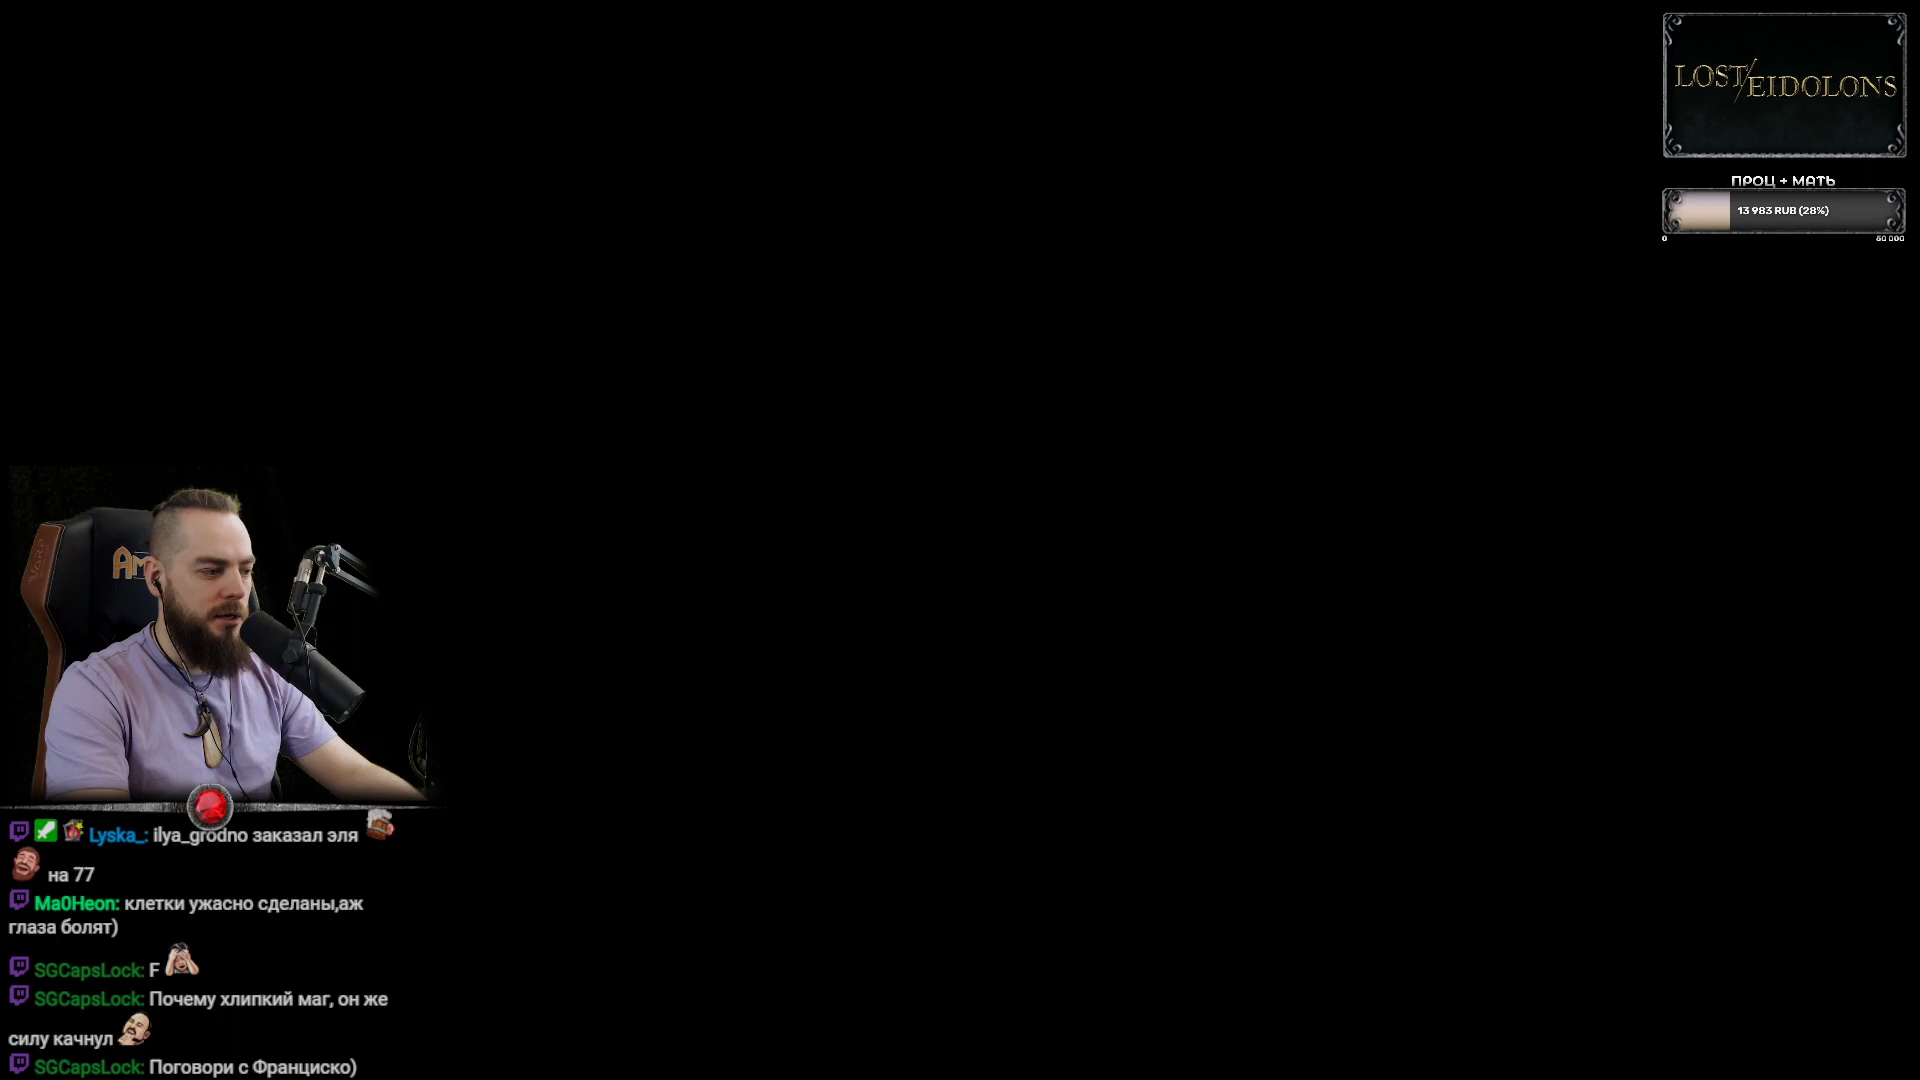 LOST EIDOLONS
ПРОЦ + МАТЬ
13 983 RUB (28%)
0
50 000
Am
Lyska_: ilya_grodno заказал эля
на 77
Ma0Heon: клетки ужасно сделаны,аж
глаза болят)
SGCapsLock: F
SGCapsLock: Почему хлипкий маг, он же
силу качнул
SGCapsLock: Поговори с Франциско)